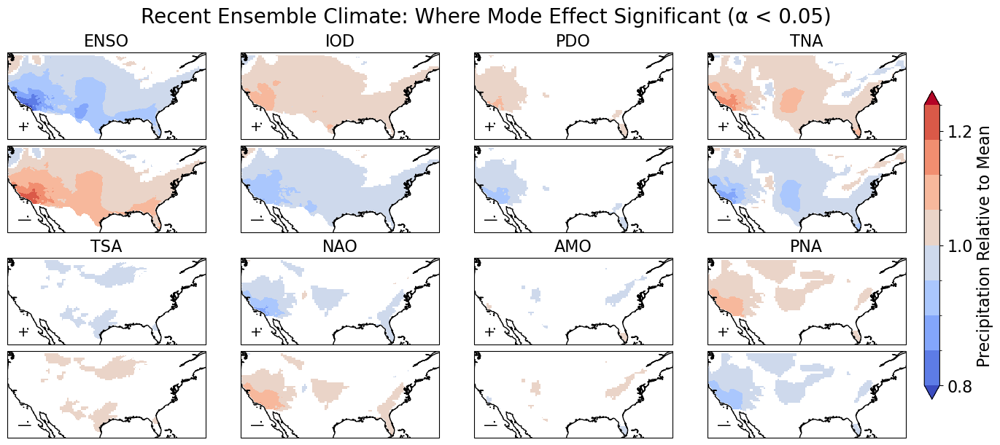 Recent Ensemble Climate: Where Mode Effect Significant (α < 0.05)
ENSO
IOD
PDO
TNA
+
+
+
+
—
—
—
—
TSA
NAO
AMO
PNA
+
+
+
+
—
—
—
—
1.2
1.0
0.8
Precipitation Relative to Mean